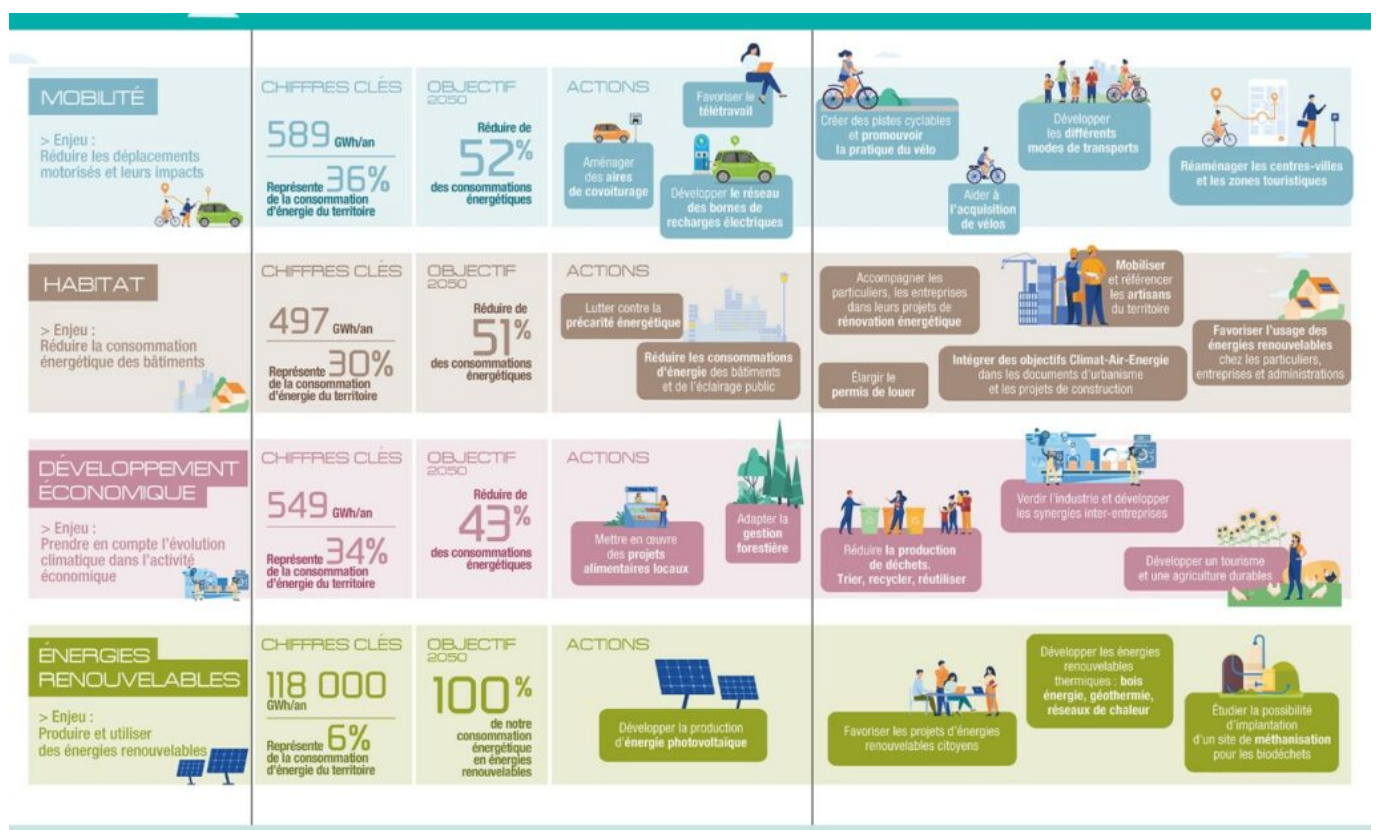 MOBILITÉ
> Enjeu :
Réduire les déplacements
motorisés et leurs impacts
CHIFFRES CLÉS
589 GWh/an
Représente 36%
de la consommation
d'énergie du territoire
OBJECTIF
2050
Réduire de
52%
des consommations
énergétiques
ACTIONS
Aménager
des aires
de covoiturage
Favoriser le
télétravail
Développer le réseau
des bornes de
recharges électriques
Créer des pistes cyclables
et promouvoir
la pratique du vélo
Aider à
l'acquisition
de vélos
Développer
les différents
modes de transports
Réaménager les centres-villes
et les zones touristiques
HABITAT
> Enjeu :
Réduire la consommation
énergétique des bâtiments
CHIFFRES CLÉS
497 GWh/an
Représente 30%
de la consommation
d'énergie du territoire
OBJECTIF
2050
Réduire de
51%
des consommations
énergétiques
ACTIONS
Lutter contre la
précarité énergétique
Réduire les consommations
d'énergie des bâtiments
et de l'éclairage public
Accompagner les
particuliers, les entreprises
dans leurs projets de
rénovation énergétique
Élargir le
permis de louer
Mobiliser
et référencer
les artisans
du territoire
Intégrer des objectifs Climat-Air-Energie
dans les documents d'urbanisme
et les projets de construction
Favoriser l'usage des
énergies renouvelables
chez les particuliers,
entreprises et administrations
DÉVELOPPEMENT
ÉCONOMIQUE
> Enjeu :
Prendre en compte l'évolution
climatique dans l'activité
économique
CHIFFRES CLÉS
549 GWh/an
Représente 34%
de la consommation
d'énergie du territoire
OBJECTIF
2050
Réduire de
43%
des consommations
énergétiques
ACTIONS
Mettre en œuvre
des projets
alimentaires locaux
Adapter la
gestion
forestière
Réduire la production
de déchets.
Trier, recycler, réutiliser
Verdir l'industrie et développer
les synergies inter-entreprises
Développer un tourisme
et une agriculture durables
ÉNERGIES
RENOUVELABLES
> Enjeu :
Produire et utiliser
des énergies renouvelables
CHIFFRES CLÉS
118 000
GWh/an
Représente 6%
de la consommation
d'énergie du territoire
OBJECTIF
2050
100%
de notre
consommation
énergétique
en énergies
renouvelables
ACTIONS
Développer la production
d'énergie photovoltaïque
Favoriser les projets d'énergies
renouvelables citoyens
Développer les énergies
renouvelables
thermiques : bois
énergie, géothermie,
réseaux de chaleur
Étudier la possibilité
d'implantation
d'un site de méthanisation
pour les biodéchets